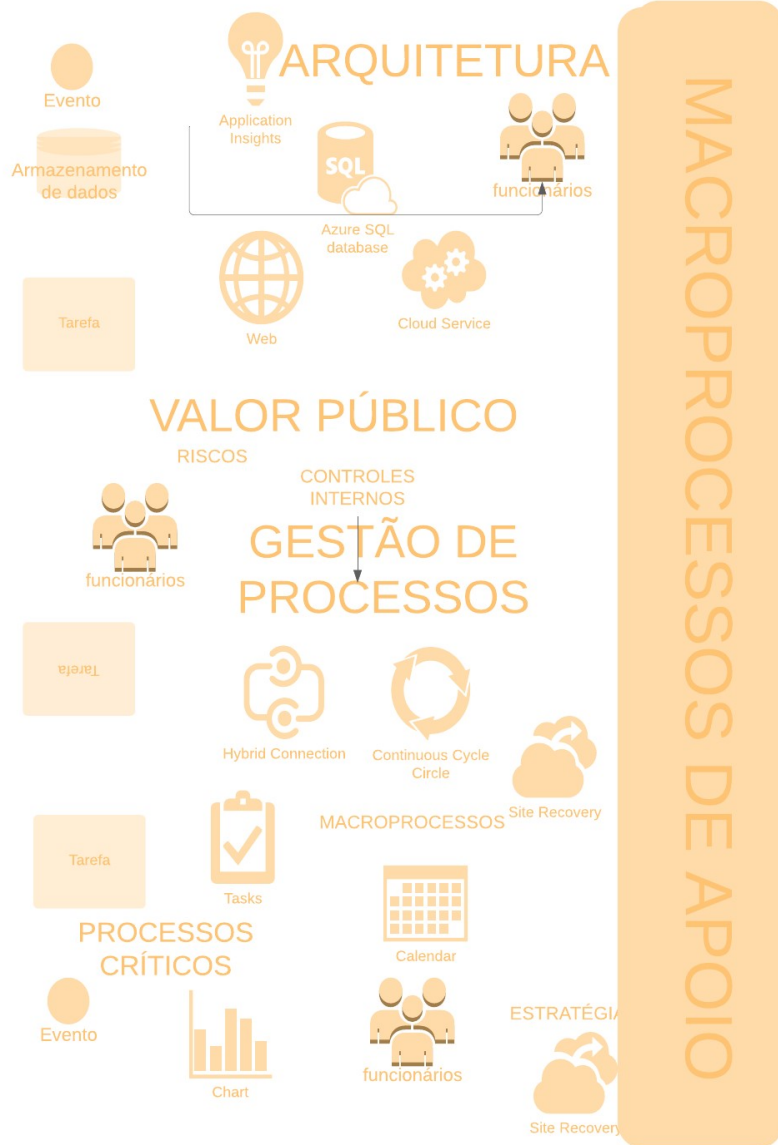 ARQUITETURA
Evento
Application
Insights
Armazenamento
de dados
SQL
funcionários
Azure SQL
database
Web
Cloud Service
Tarefa
VALOR PÚBLICO
RISCOS
CONTROLES
INTERNOS
GESTÃO DE
PROCESSOS
funcionários
Tarefa
Hybrid Connection
Continuous Cycle
Circle
Site Recovery
MACROPROCESSOS
Tarefa
Tasks
PROCESSOS
CRÍTICOS
Calendar
Evento
ESTRATÉGIA
Chart
funcionários
Site Recovery
MACROPROCESSOS DE APOIO